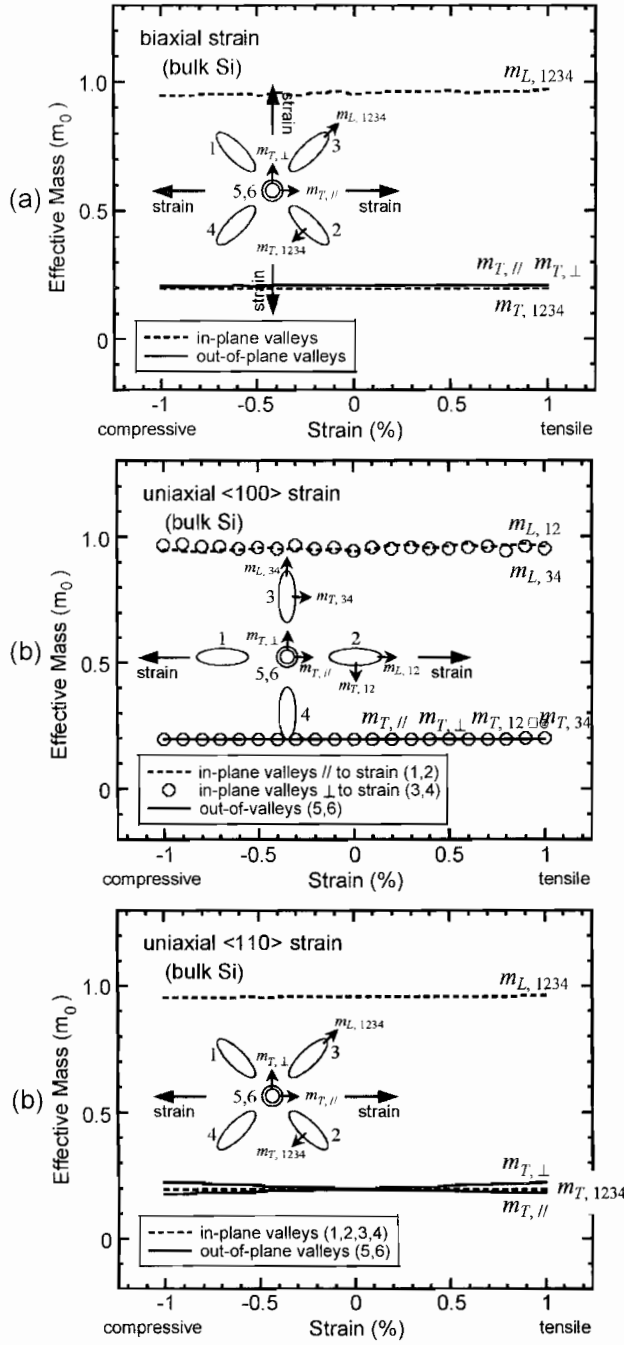 biaxial strain
(bulk Si)
m_L, 1234
1.0
strain
m_L, 1234
1
3
m_T,⊥
(a)
Effective Mass (m_0)
0.5
strain
5,6
m_T, //
strain
4
2
m_T, 1234
strain
m_T, // m_T,⊥
m_T, 1234
in-plane valleys
out-of-plane valleys
0
-1 -0.5 0 0.5 1
compressive Strain (%) tensile
uniaxial <100> strain
(bulk Si)
m_L, 12
1.0
m_L, 34
m_L, 34
3
m_T, 34
(b)
Effective Mass (m_0)
1
m_T,⊥
2
0.5
strain
5,6
m_T, //
m_L, 12
strain
m_T, 12
4
m_T, // m_T,⊥ m_T, 12 □ m_T, 34
in-plane valleys // to strain (1,2)
in-plane valleys ⊥ to strain (3,4)
out-of-valleys (5,6)
0
-1 -0.5 0 0.5 1
compressive Strain (%) tensile
uniaxial <110> strain
(bulk Si)
m_L, 1234
1.0
m_L, 1234
1
3
m_T,⊥
(b)
Effective Mass (m_0)
5,6
m_T, //
strain
strain
0.5
4
2
m_T, 1234
m_T,⊥
m_T, 1234
m_T, //
in-plane valleys (1,2,3,4)
out-of-plane valleys (5,6)
0
-1 -0.5 0 0.5 1
compressive Strain (%) tensile